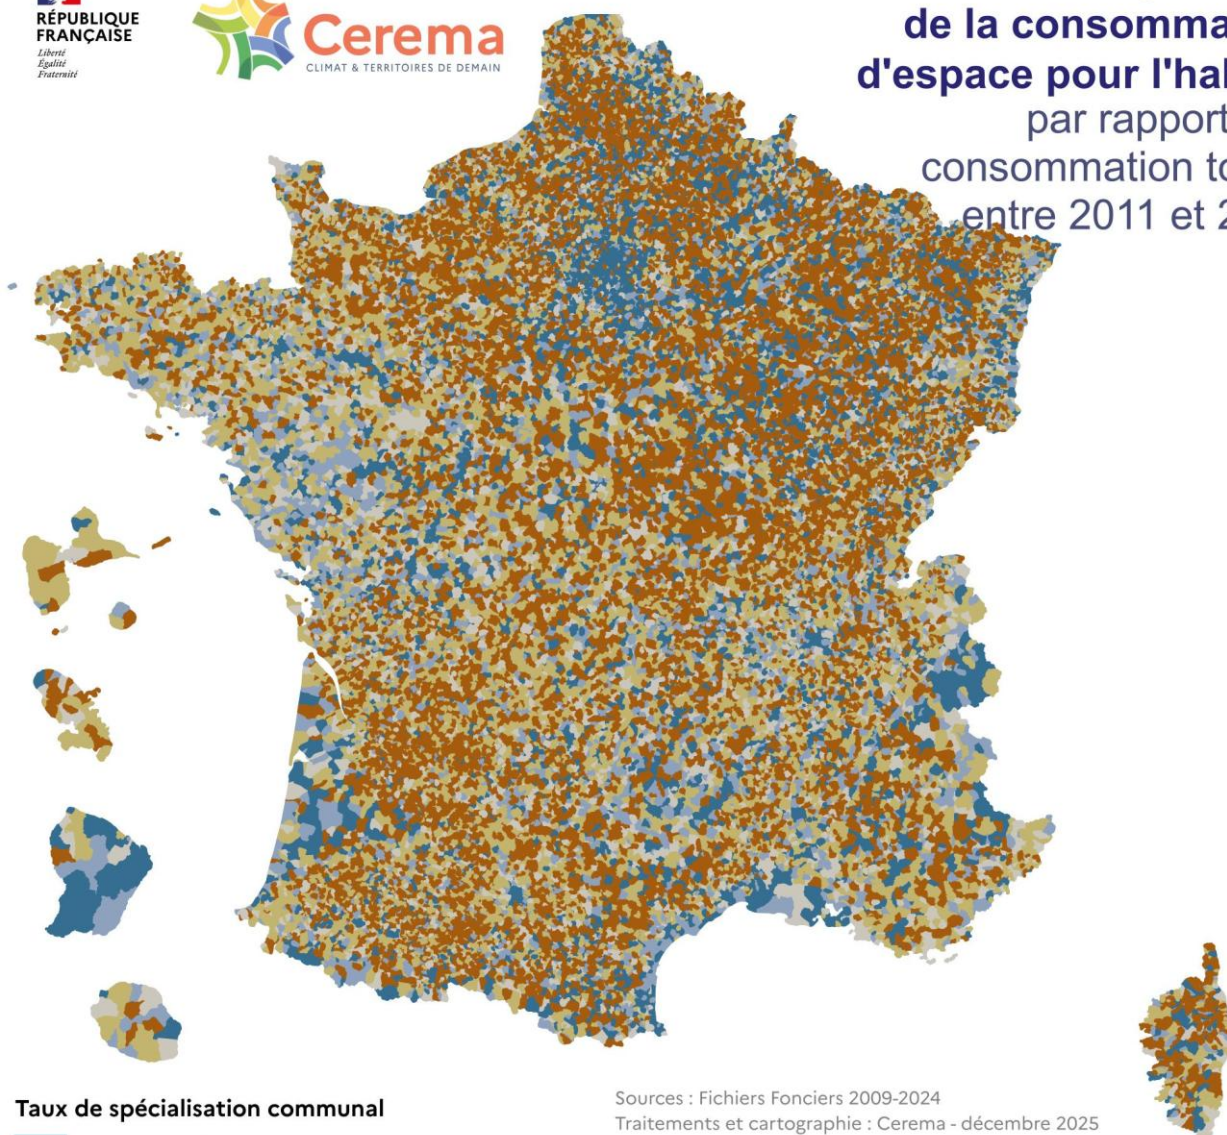 RÉPUBLIQUE
FRANÇAISE
Liberté
Égalité
Fraternité
Cerema
CLIMAT & TERRITOIRES DE DEMAIN
de la consomma
d'espace pour l'hal
par rapport
consommation to
entre 2011 et 2
Taux de spécialisation communal
Sources : Fichiers Fonciers 2009-2024
Traitements et cartographie : Cerema - décembre 2025